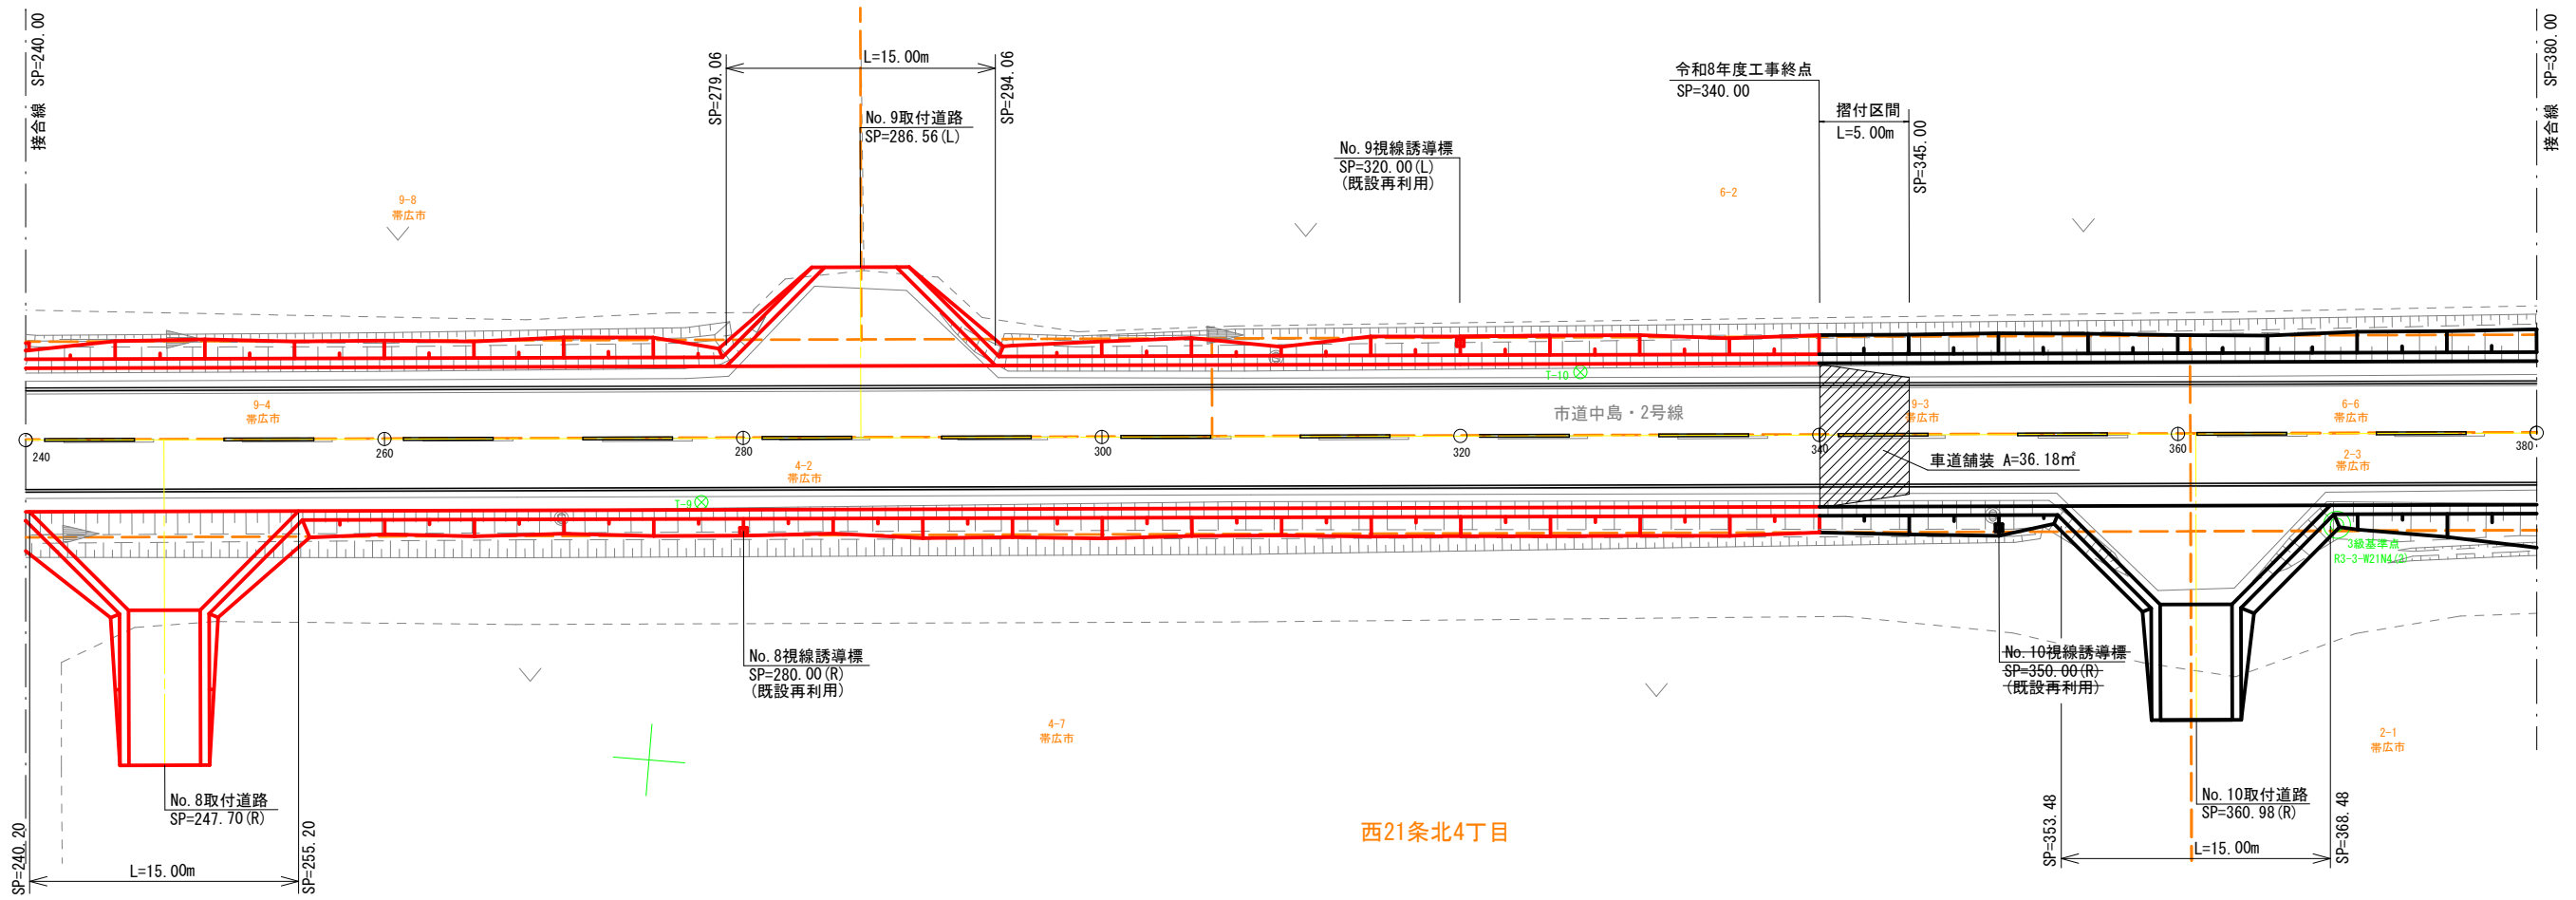 接合線 SP=240.00
SP=279.06
L=15.00m
SP=294.06
No.9取付道路
SP=286.56(L)
No.9視線誘導標
SP=320.00(L)
(既設再利用)
令和8年度工事終点
SP=340.00
摺付区間
L=5.00m
SP=345.00
接合線 SP=380.00
9-8
帯広市
6-2
T-10
9-4
帯広市
市道中島・2号線
9-3
帯広市
6-6
帯広市
240
260
280
300
320
340
360
380
4-2
帯広市
車道舗装 A=36.18㎡
2-3
帯広市
T-9
3級基準点
R3-3-W21N4(3)
No.8視線誘導標
SP=280.00(R)
(既設再利用)
No.10視線誘導標
SP=350.00(R)
(既設再利用)
4-7
帯広市
2-1
帯広市
No.8取付道路
SP=247.70(R)
No.10取付道路
SP=360.98(R)
西21条北4丁目
SP=240.20
L=15.00m
SP=255.20
SP=353.48
L=15.00m
SP=368.48